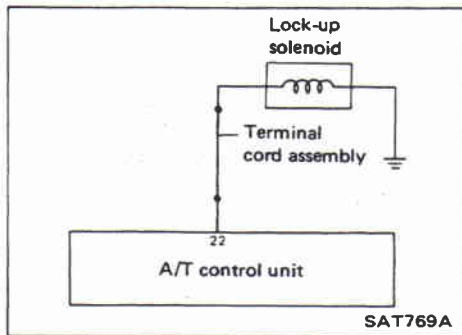 Lock-up
solenoid
Terminal
cord assembly
22
A/T control unit
SAT769A